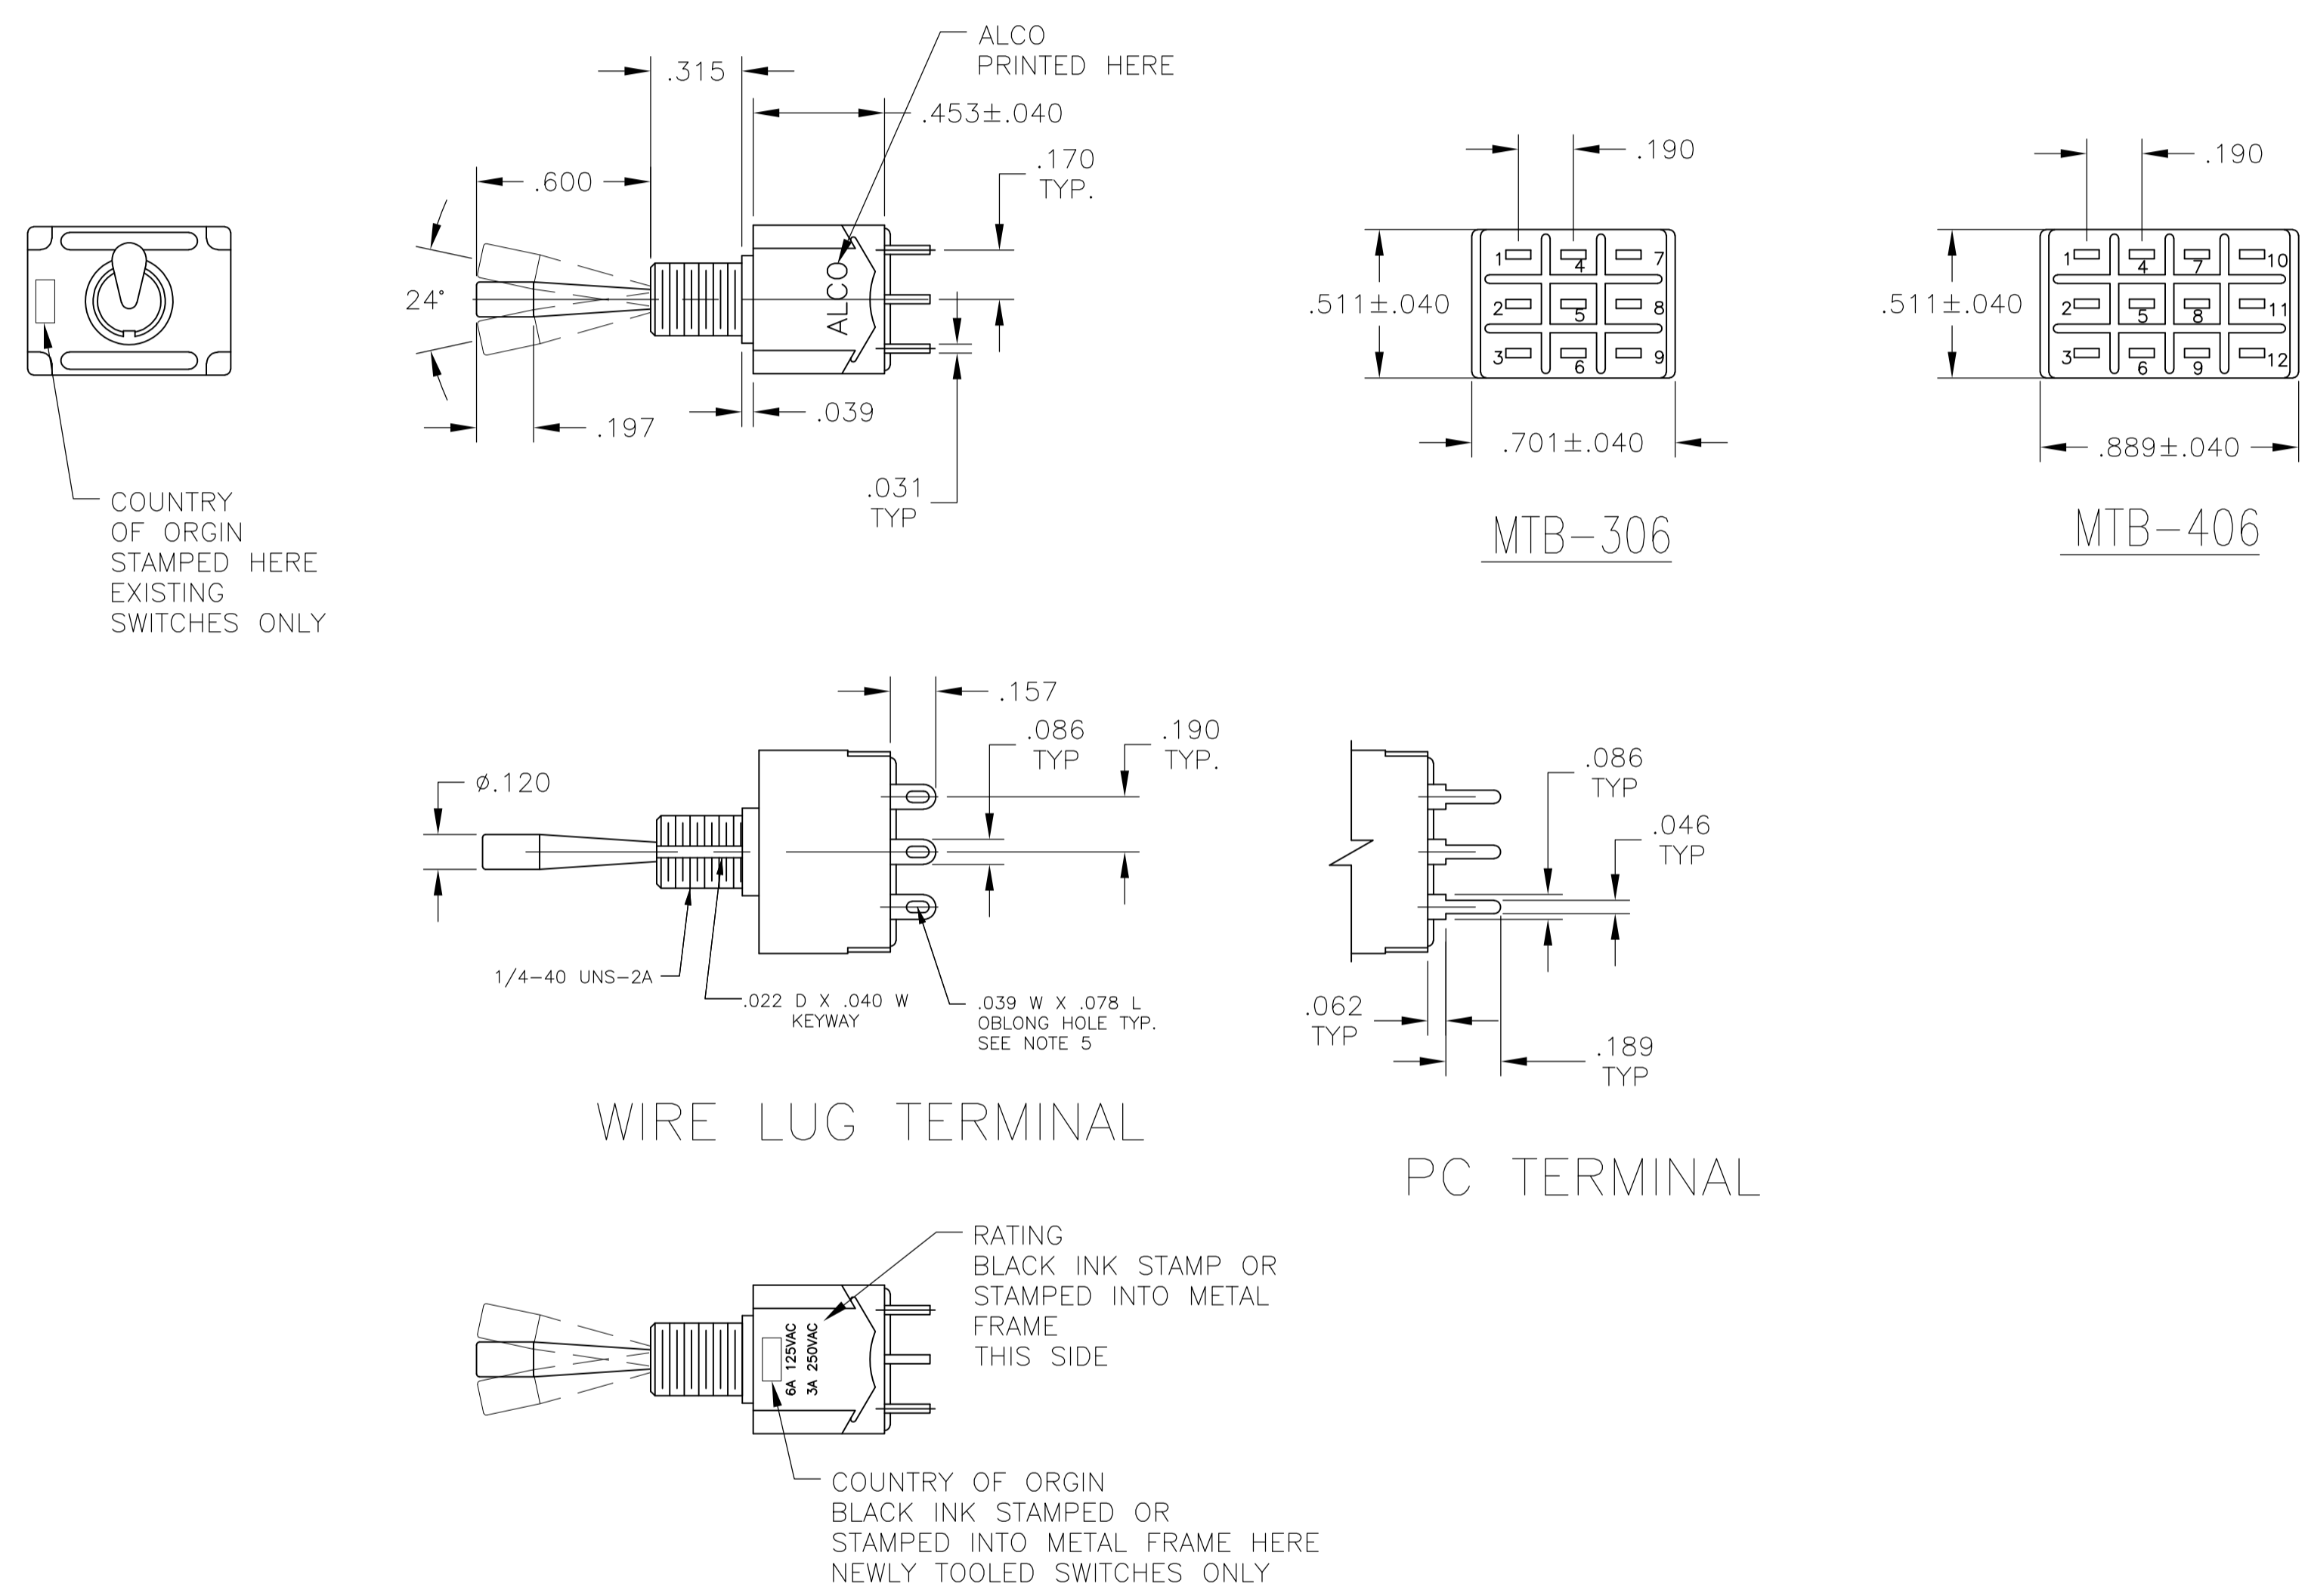 ALCO
PRINTED HERE
.315
.453±.040
.170
TYP.
.600
24°
ALCO
.197
.039
.031
TYP
COUNTRY
OF ORGIN
STAMPED HERE
EXISTING
SWITCHES ONLY
.190
.511±.040
1 4 7
2 5 8
3 6 9
.701±.040
MTB-306
.190
.511±.040
1 4 7 10
2 5 8 11
3 6 9 12
.889±.040
MTB-406
.157
.086
TYP
.190
TYP.
Ø.120
1/4-40 UNS-2A
.022 D X .040 W
KEYWAY
.039 W X .078 L
OBLONG HOLE TYP.
SEE NOTE 5
WIRE LUG TERMINAL
.086
TYP
.046
TYP
.062
TYP
.189
TYP
PC TERMINAL
RATING
BLACK INK STAMP OR
STAMPED INTO METAL
FRAME
THIS SIDE
6A 125VAC
3A 250VAC
COUNTRY OF ORGIN
BLACK INK STAMPED OR
STAMPED INTO METAL FRAME HERE
NEWLY TOOLED SWITCHES ONLY